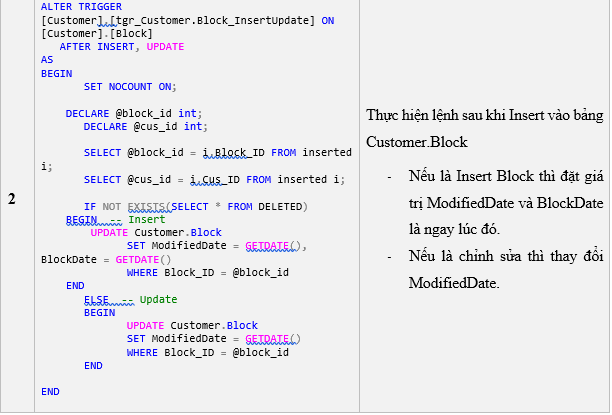 2
ALTER TRIGGER
[Customer].[tgr_Customer.Block_InsertUpdate] ON
[Customer].[Block]
AFTER INSERT, UPDATE
AS
BEGIN
SET NOCOUNT ON;
DECLARE @block_id int;
DECLARE @cus_id int;
SELECT @block_id = i.Block_ID FROM inserted
i;
SELECT @cus_id = i.Cus_ID FROM inserted i;
IF NOT EXISTS(SELECT * FROM DELETED)
BEGIN -- Insert
UPDATE Customer.Block
SET ModifiedDate = GETDATE(),
BlockDate = GETDATE()
WHERE Block_ID = @block_id
END
ELSE -- Update
BEGIN
UPDATE Customer.Block
SET ModifiedDate = GETDATE()
WHERE Block_ID = @block_id
END
END
Thực hiện lệnh sau khi Insert vào bảng
Customer.Block
- Nếu là Insert Block thì đặt giá
trị ModifiedDate và BlockDate
là ngay lúc đó.
- Nếu là chỉnh sửa thì thay đổi
ModifiedDate.